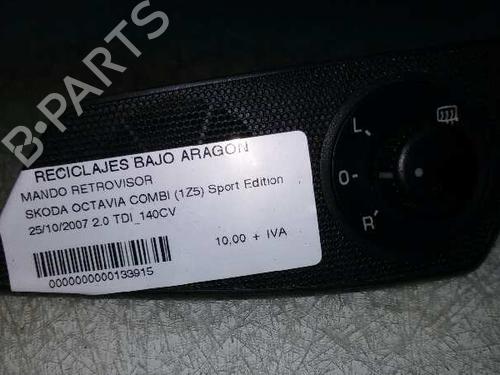 B-PARTS
RECICLAJES BAJO ARAGON
MANDO RETROVISOR
SKODA OCTAVIA COMBI (1Z5) Sport Edition
25/10/2007 2.0 TDI_140CV
10,00 + IVA
0000000000133915
L
0-
R